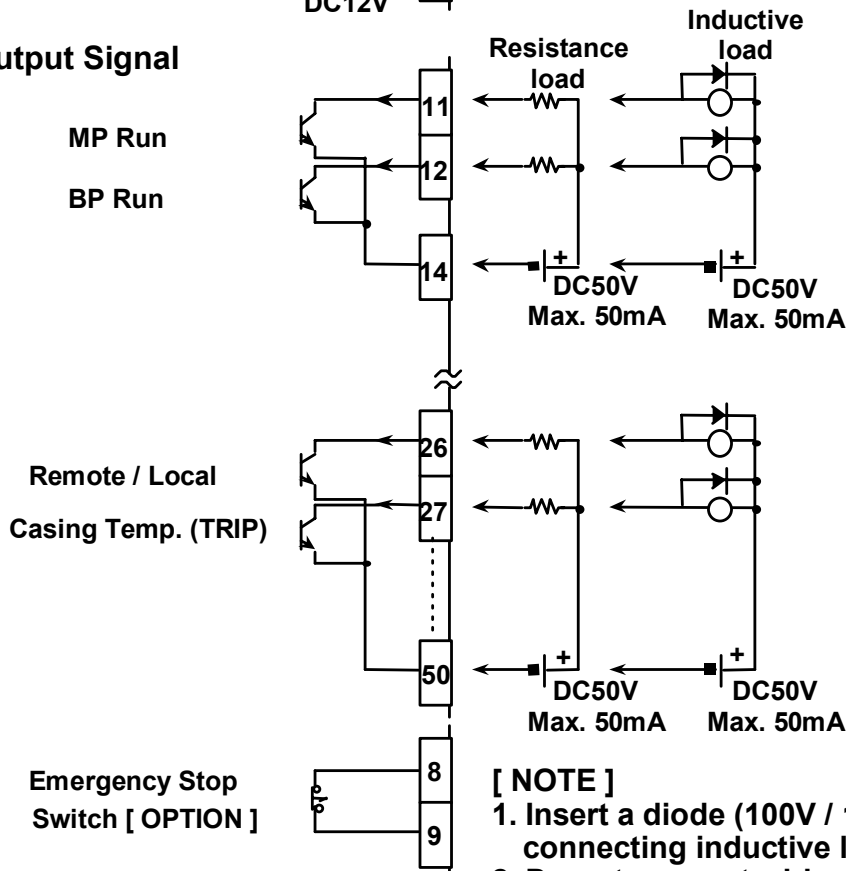 DC12V
Inductive
load
utput Signal
Resistance
load
MP Run
11
BP Run
12
14
+
+
DC50V
Max. 50mA
DC50V
Max. 50mA
Remote / Local
26
Casing Temp. (TRIP)
27
50
+
+
DC50V
Max. 50mA
DC50V
Max. 50mA
Emergency Stop
Switch [ OPTION ]
8
9
[ NOTE ]
1. Insert a diode (100V /
connecting inductive